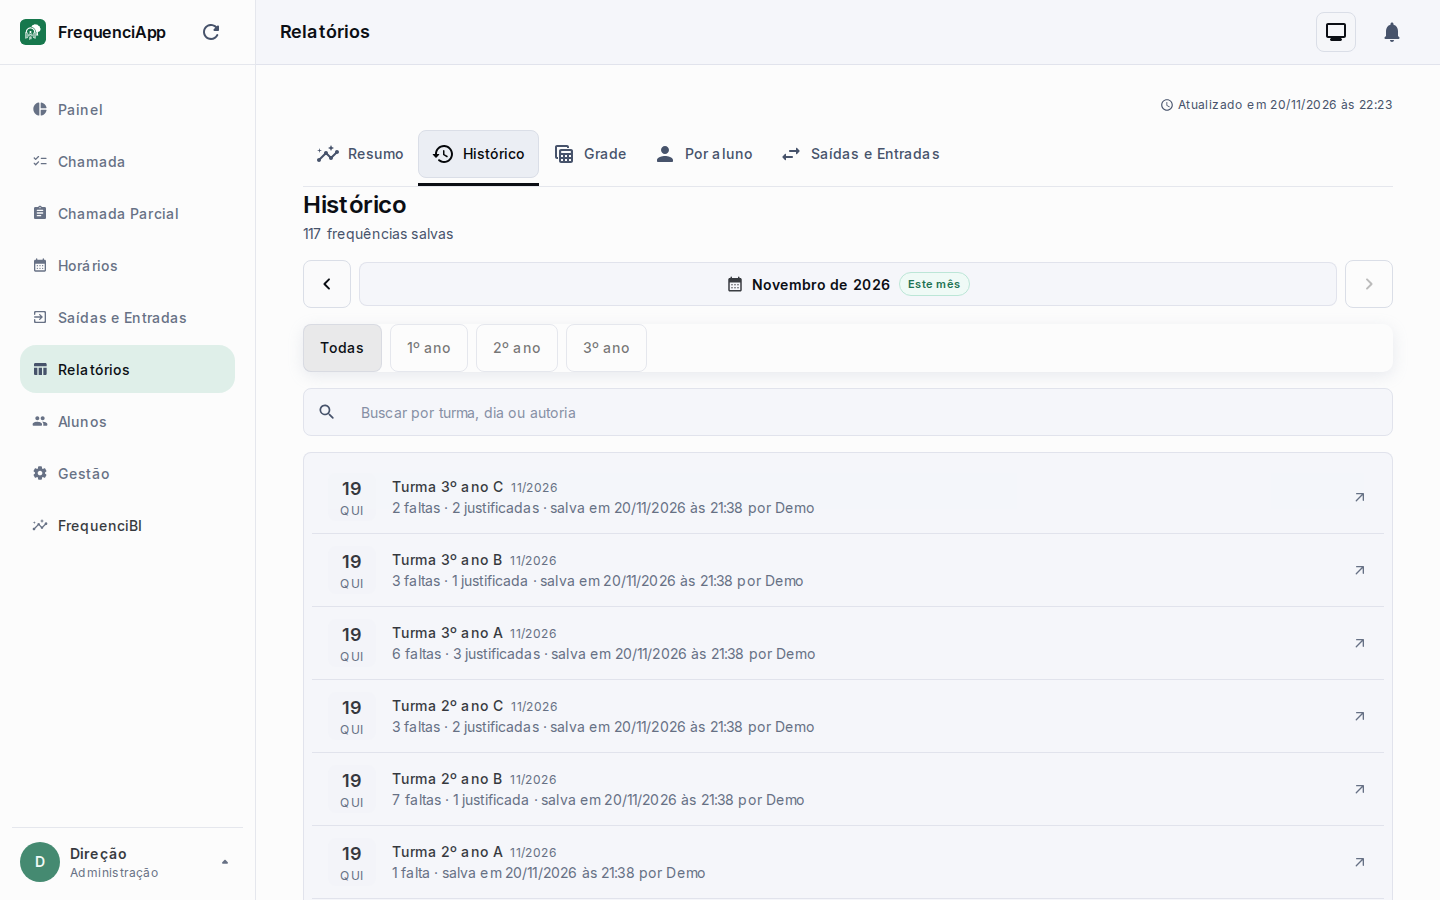 FrequenciApp
Relatórios
Painel
Chamada
Chamada Parcial
Horários
Saídas e Entradas
Relatórios
Alunos
Gestão
FrequenciBI
D
Direção
Administração
Atualizado em 20/11/2026 às 22:23
Resumo
Histórico
Grade
Por aluno
Saídas e Entradas
Histórico
117 frequências salvas
Novembro de 2026 Este mês
Todas
1º ano
2º ano
3º ano
Buscar por turma, dia ou autoria
19 QUI
Turma 3º ano C 11/2026
2 faltas · 2 justificadas · salva em 20/11/2026 às 21:38 por Demo
19 QUI
Turma 3º ano B 11/2026
3 faltas · 1 justificada · salva em 20/11/2026 às 21:38 por Demo
19 QUI
Turma 3º ano A 11/2026
6 faltas · 3 justificadas · salva em 20/11/2026 às 21:38 por Demo
19 QUI
Turma 2º ano C 11/2026
3 faltas · 2 justificadas · salva em 20/11/2026 às 21:38 por Demo
19 QUI
Turma 2º ano B 11/2026
7 faltas · 1 justificada · salva em 20/11/2026 às 21:38 por Demo
19 QUI
Turma 2º ano A 11/2026
1 falta · salva em 20/11/2026 às 21:38 por Demo